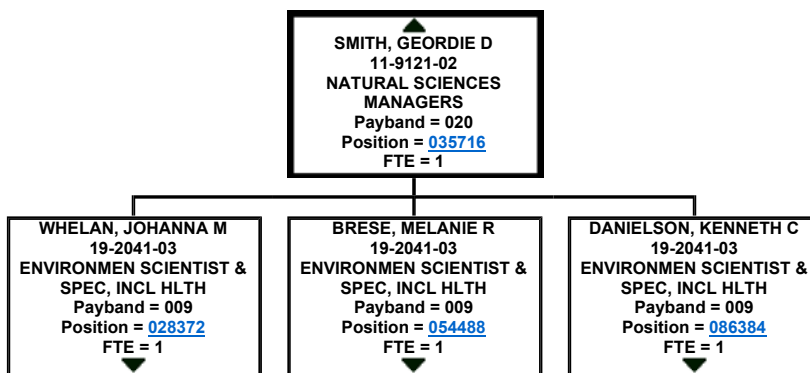 SMITH, GEORDIE D
11-9121-02
NATURAL SCIENCES
MANAGERS
Payband = 020
Position = 035716
FTE = 1
WHELAN, JOHANNA M
19-2041-03
ENVIRONMEN SCIENTIST &
SPEC, INCL HLTH
Payband = 009
Position = 028372
FTE = 1
BRESE, MELANIE R
19-2041-03
ENVIRONMEN SCIENTIST &
SPEC, INCL HLTH
Payband = 009
Position = 054488
FTE = 1
DANIELSON, KENNETH C
19-2041-03
ENVIRONMEN SCIENTIST &
SPEC, INCL HLTH
Payband = 009
Position = 086384
FTE = 1